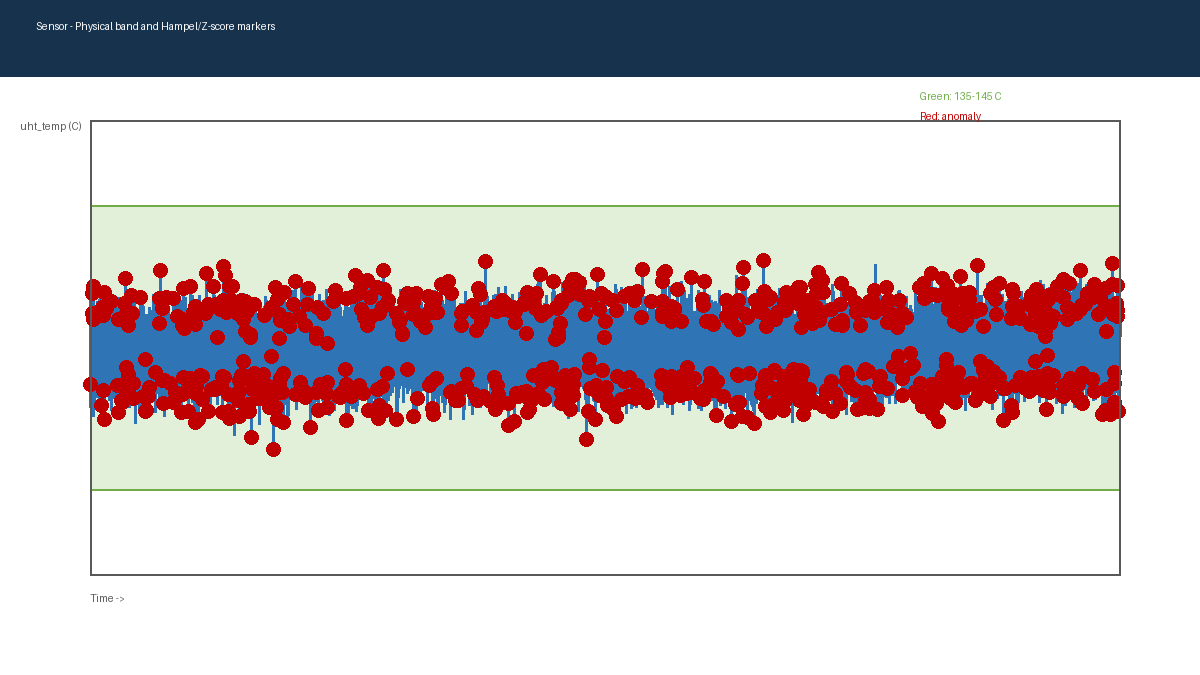 Sensor - Physical band and Hampel/Z-score markers
Green: 135-145 C
Red: anomaly
uht_temp (C)
Time ->